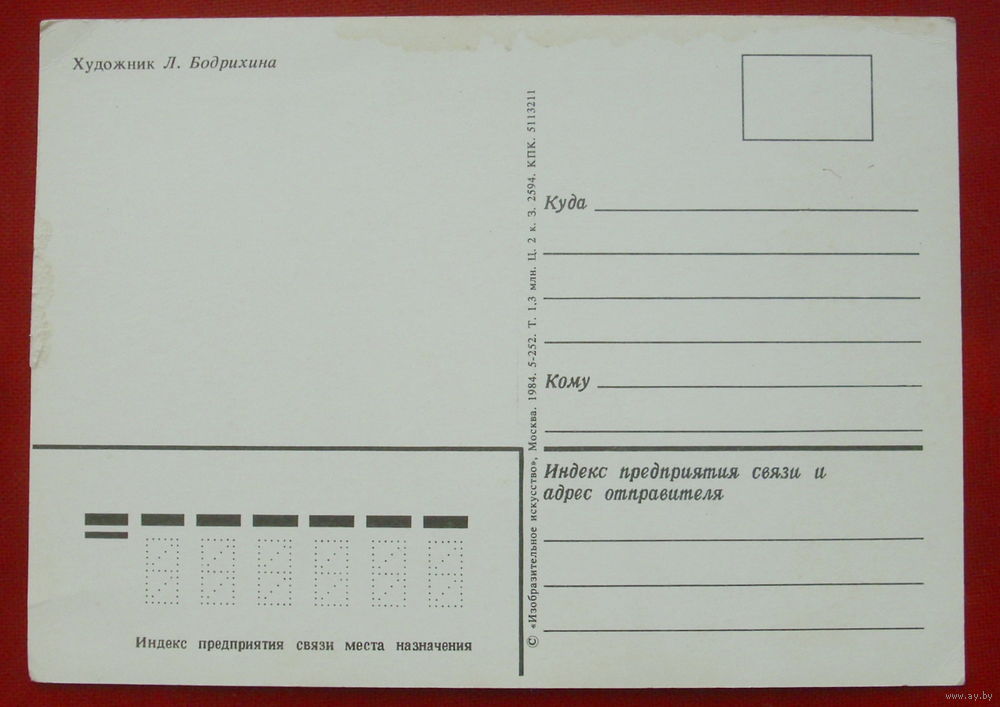 Художник Л. Бодрихина
© «Изобразительное искусство», Москва. 1984. 5-252. Т. 1,3 млн. Ц. 2 к. З. 2594. КПК. 5113211
Куда
Кому
Индекс предприятия связи и
адрес отправителя
Индекс предприятия связи места назначения
www.ay.by